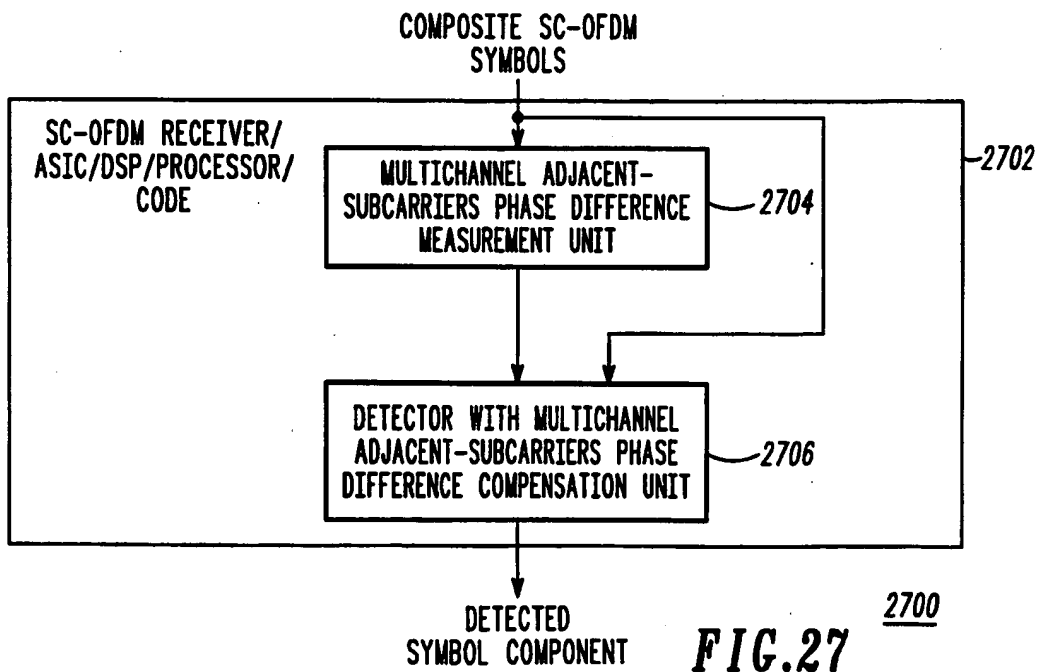 COMPOSITE SC-OFDM
SYMBOLS
SC-OFDM RECEIVER/
ASIC/DSP/PROCESSOR/
CODE
2702
MULTICHANNEL ADJACENT-
SUBCARRIERS PHASE DIFFERENCE
MEASUREMENT UNIT
2704
DETECTOR WITH MULTICHANNEL
ADJACENT-SUBCARRIERS PHASE
DIFFERENCE COMPENSATION UNIT
2706
DETECTED
SYMBOL COMPONENT
2700
FIG.27